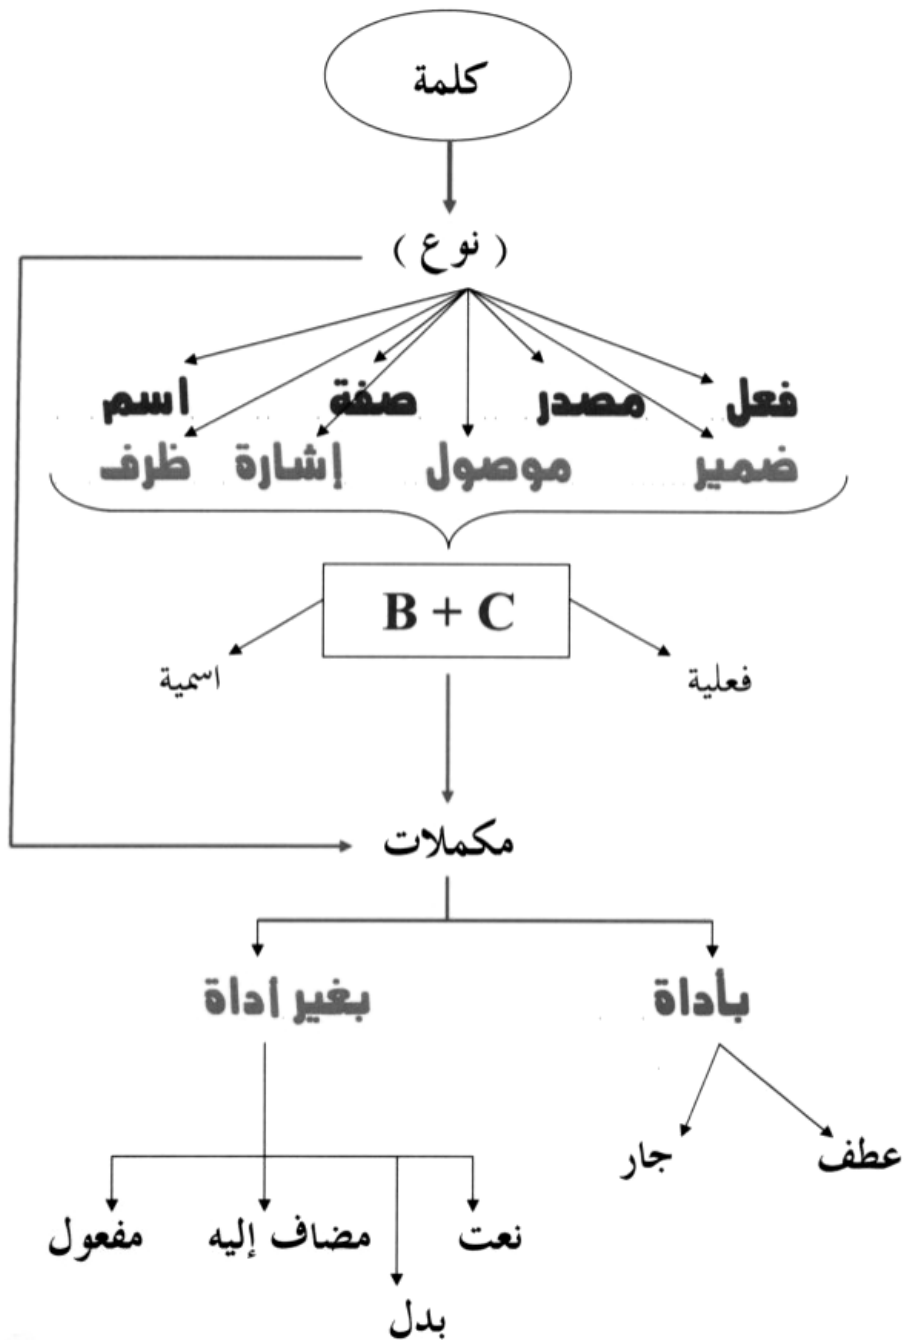 كلمة
( نوع )
فعل مصدر صفة اسم
ضمير موصول إشارة ظرف
B + C
فعلية اسمية
مكملات
بأداة بغير أداة
عطف جار
نعت مضاف إليه مفعول
بدل